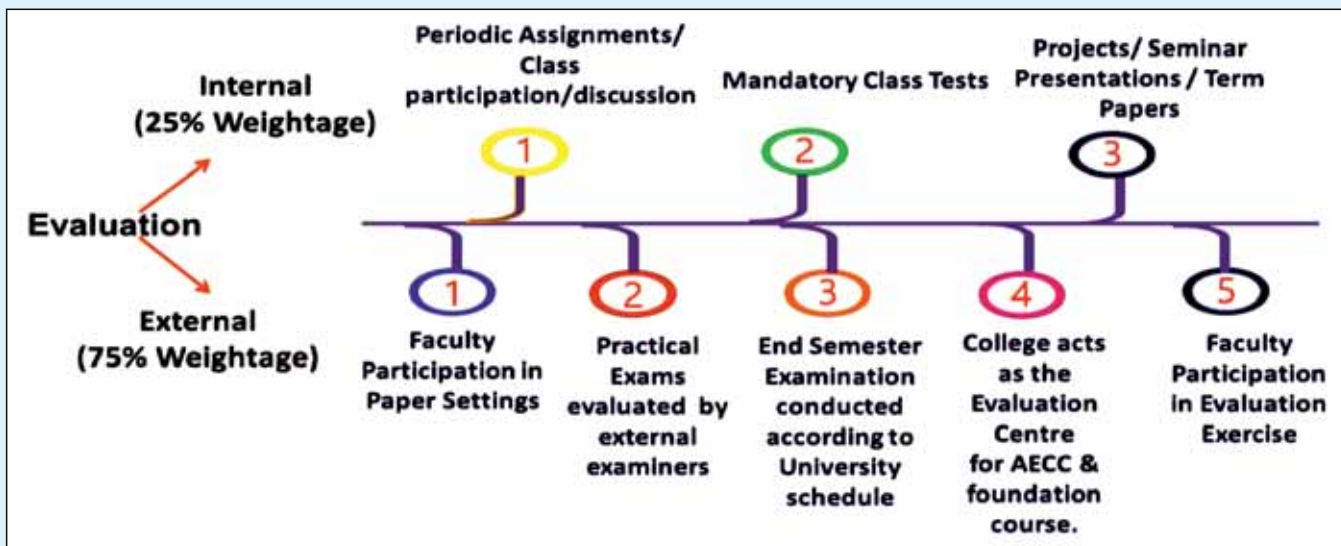 Evaluation
Internal
(25% Weightage)
Periodic Assignments/
Class
participation/discussion
1
Mandatory Class Tests
2
Projects/ Seminar
Presentations / Term
Papers
3
External
(75% Weightage)
1
Faculty
Participation in
Paper Settings
2
Practical
Exams
evaluated by
external
examiners
3
End Semester
Examination
conducted
according to
University
schedule
4
College acts
as the
Evaluation
Centre
for AECC &
foundation
course.
5
Faculty
Participation
in Evaluation
Exercise